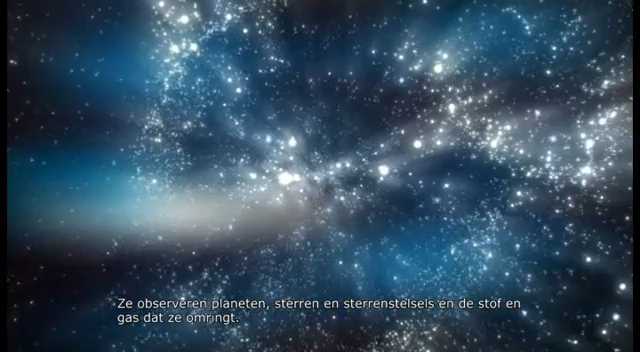 Ze observeren planeten, sterren en sterrenstelsels en de stof en
gas dat ze omringt.